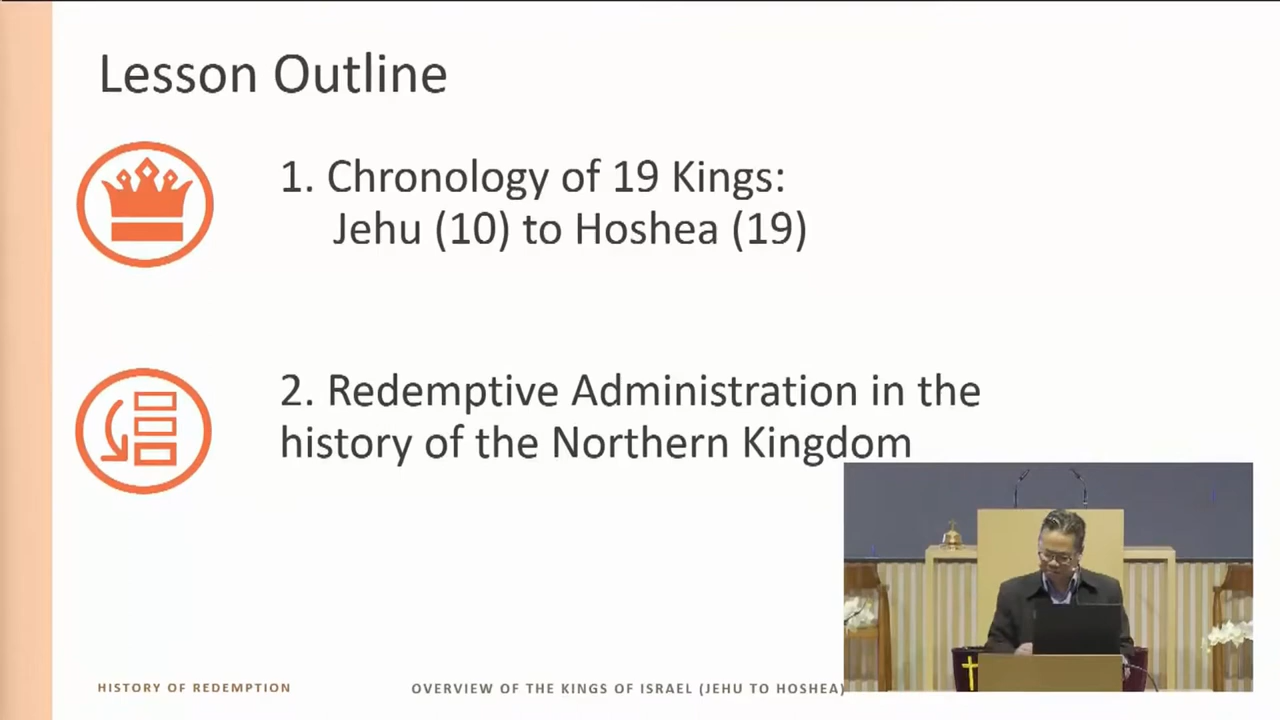 Lesson Outline
1. Chronology of 19 Kings:
Jehu (10) to Hoshea (19)
2. Redemptive Administration in the
history of the Northern Kingdom
HISTORY OF REDEMPTION
OVERVIEW OF THE KINGS OF ISRAEL (JEHU TO HOSHEA)